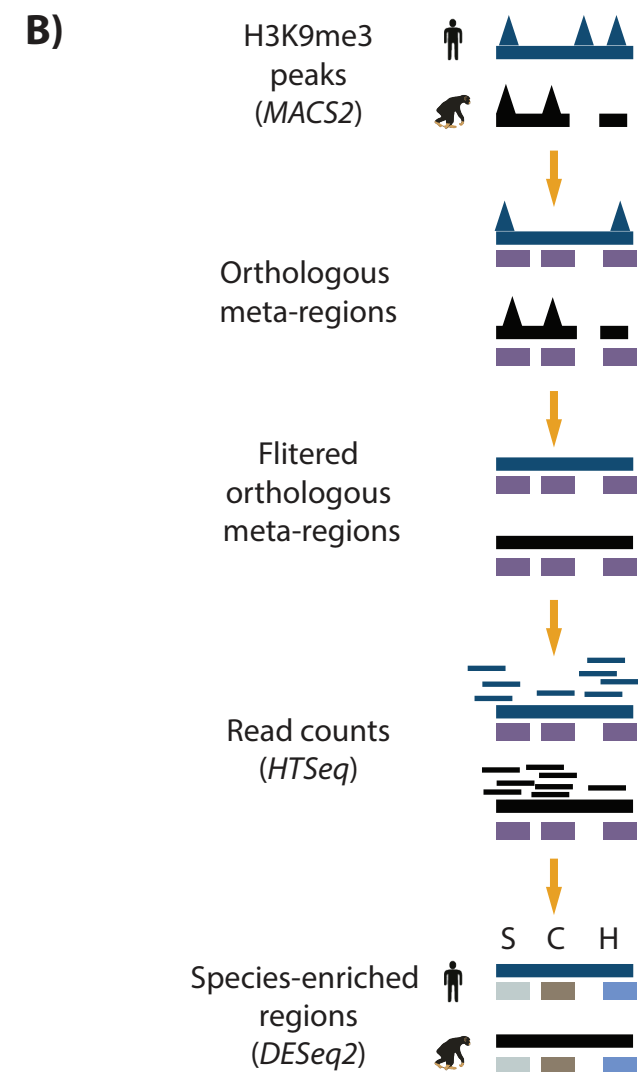 B)
H3K9me3
peaks
(MACS2)
Orthologous
meta-regions
Flitered
orthologous
meta-regions
Read counts
(HTSeq)
S C H
Species-enriched
regions
(DESeq2)